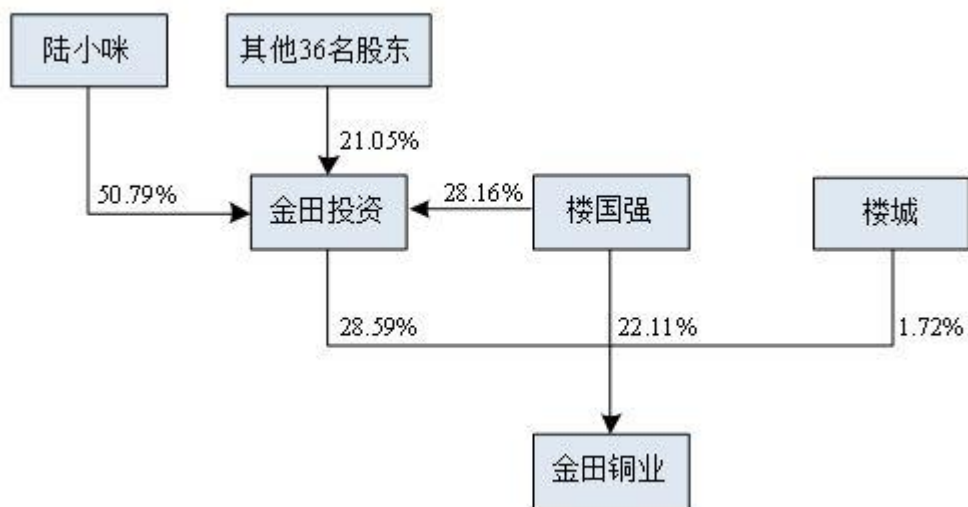 陆小咪
其他36名股东
21.05%
50.79%
金田投资
28.16%
楼国强
楼城
28.59%
22.11%
1.72%
金田铜业